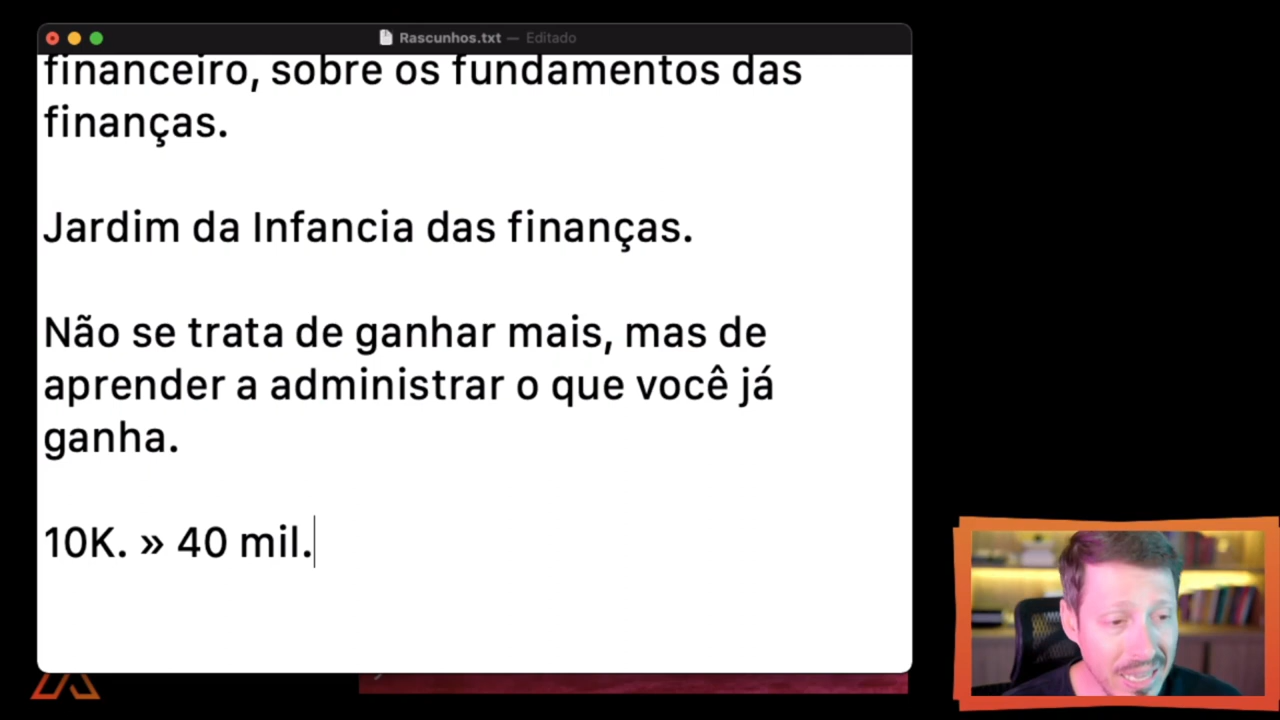 Rascunhos.txt — Editado
financeiro, sobre os fundamentos das
finanças.
Jardim da Infancia das finanças.
Não se trata de ganhar mais, mas de
aprender a administrar o que você já
ganha.
10K. » 40 mil.